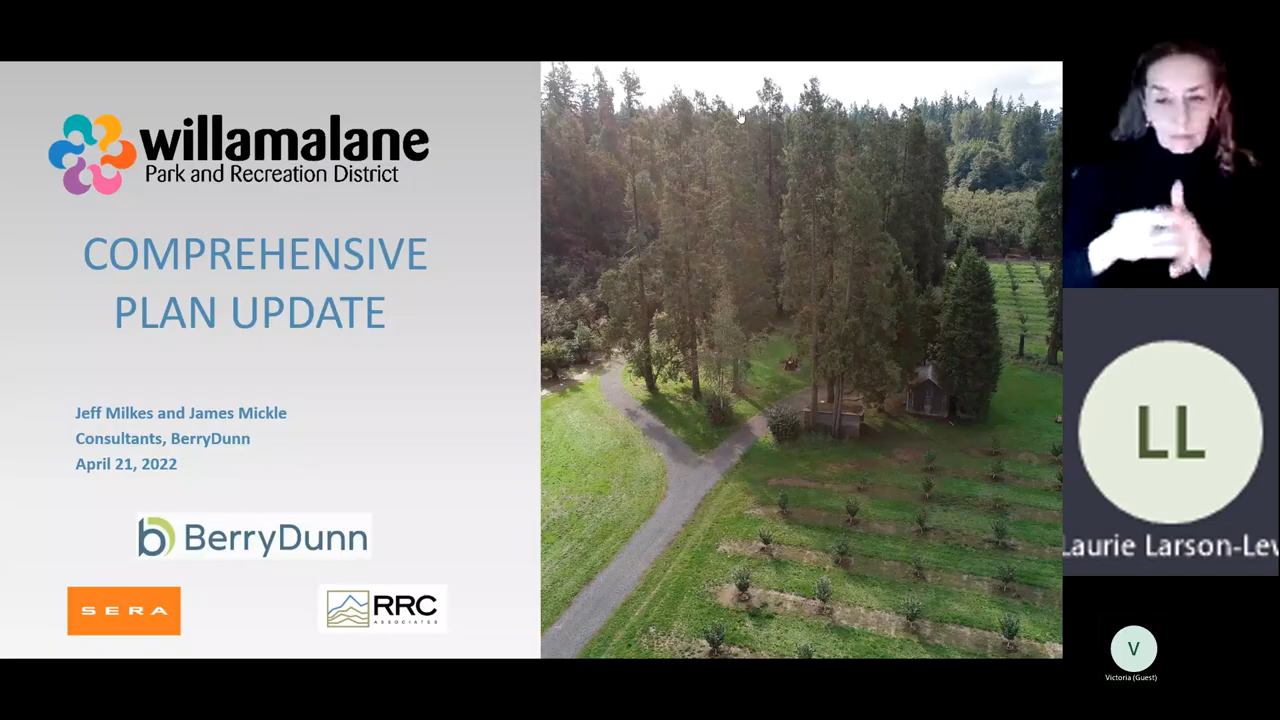 willamalane
Park and Recreation District
COMPREHENSIVE
PLAN UPDATE
Jeff Milkes and James Mickle
Consultants, BerryDunn
April 21, 2022
BerryDunn
SERA
RRC
ASSOCIATES
LL
Laurie Larson-Lev
V
Victoria (Guest)